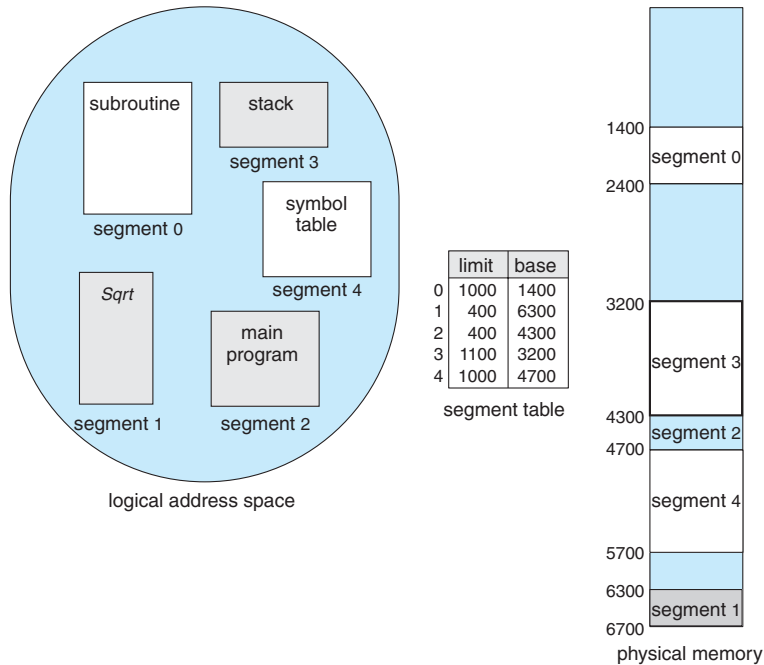 subroutine
segment 0
stack
segment 3
symbol
table
segment 4
Sqrt
segment 1
main
program
segment 2
logical address space
limit base
0 1000 1400
1 400 6300
2 400 4300
3 1100 3200
4 1000 4700
segment table
1400
segment 0
2400
3200
segment 3
4300
segment 2
4700
segment 4
5700
6300
segment 1
6700
physical memory